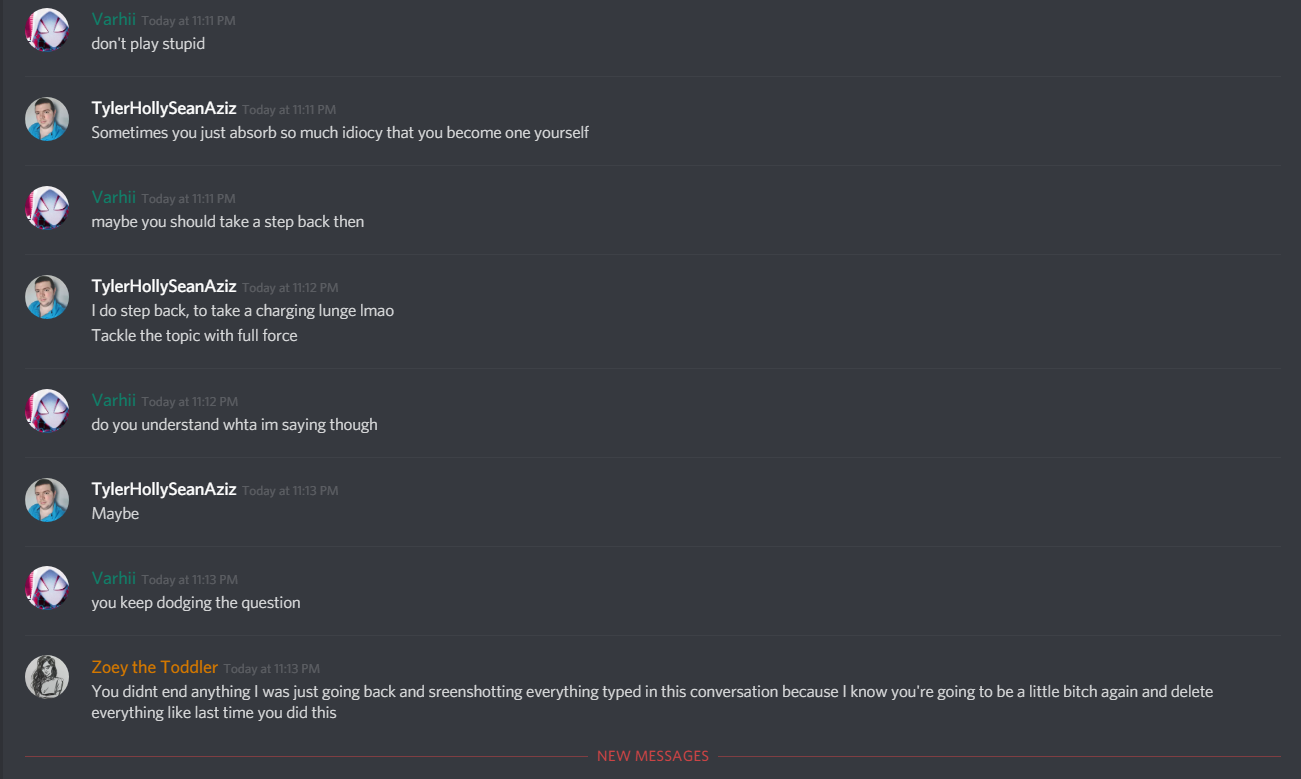 Varhii Today at 11:11 PM
don't play stupid
TylerHollySeanAziz Today at 11:11 PM
Sometimes you just absorb so much idiocy that you become one yourself
Varhii Today at 11:11 PM
maybe you should take a step back then
TylerHollySeanAziz Today at 11:12 PM
I do step back, to take a charging lunge lmao
Tackle the topic with full force
Varhii Today at 11:12 PM
do you understand whta im saying though
TylerHollySeanAziz Today at 11:13 PM
Maybe
Varhii Today at 11:13 PM
you keep dodging the question
Zoey the Toddler Today at 11:13 PM
You didnt end anything I was just going back and sreenshotting everything typed in this conversation because I know you're going to be a little bitch again and delete
everything like last time you did this
NEW MESSAGES